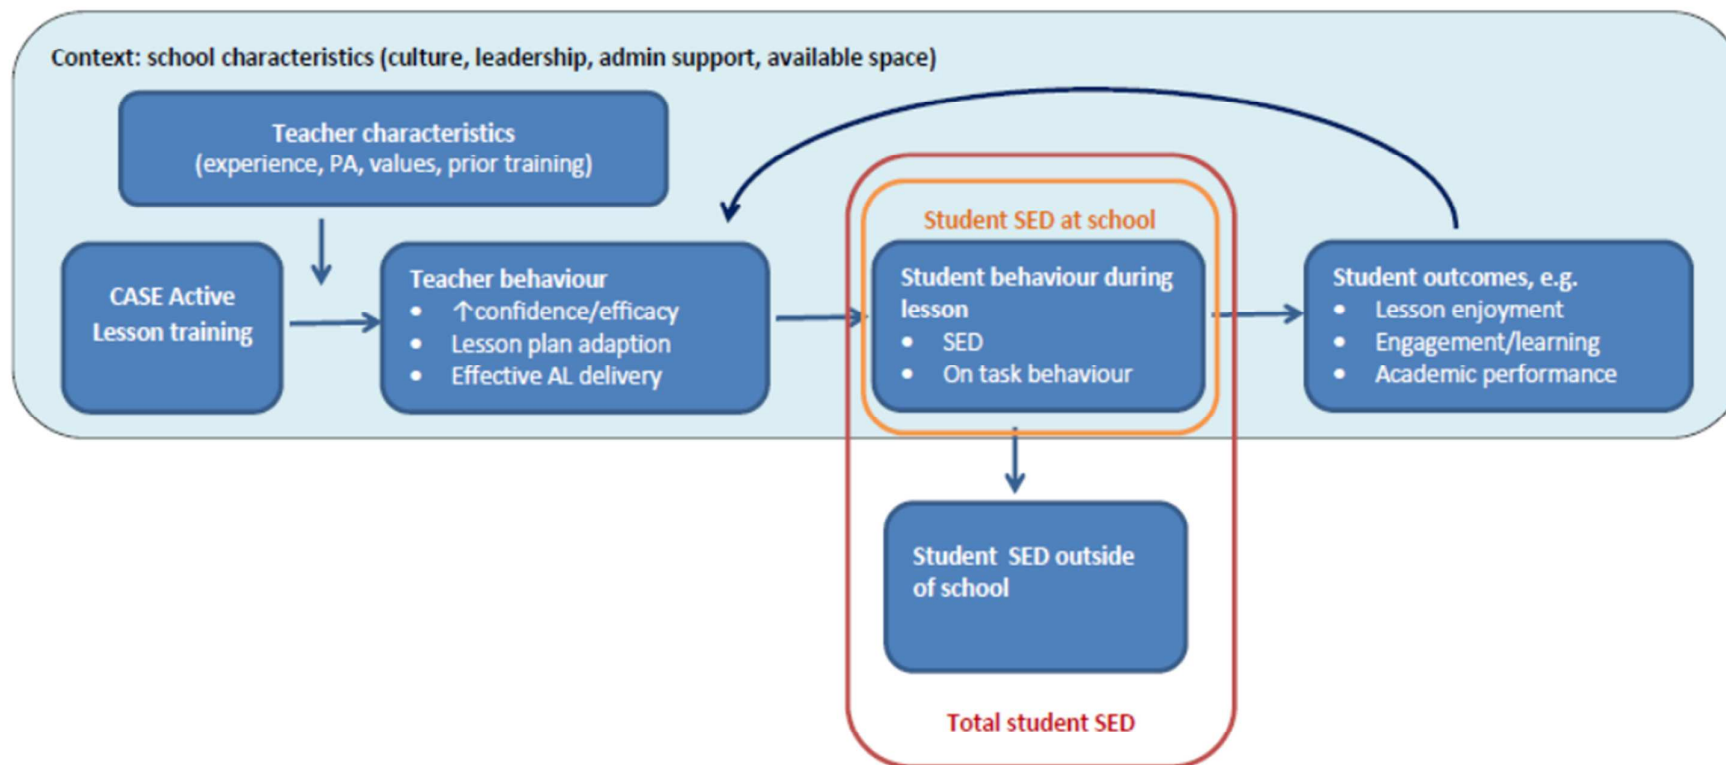 Context: school characteristics (culture, leadership, admin support, available space)
Teacher characteristics
(experience, PA, values, prior training)
CASE Active
Lesson training
Teacher behaviour
• ↑confidence/efficacy
• Lesson plan adaption
• Effective AL delivery
Student SED at school
Student behaviour during
lesson
• SED
• On task behaviour
Student outcomes, e.g.
• Lesson enjoyment
• Engagement/learning
• Academic performance
Student SED outside
of school
Total student SED